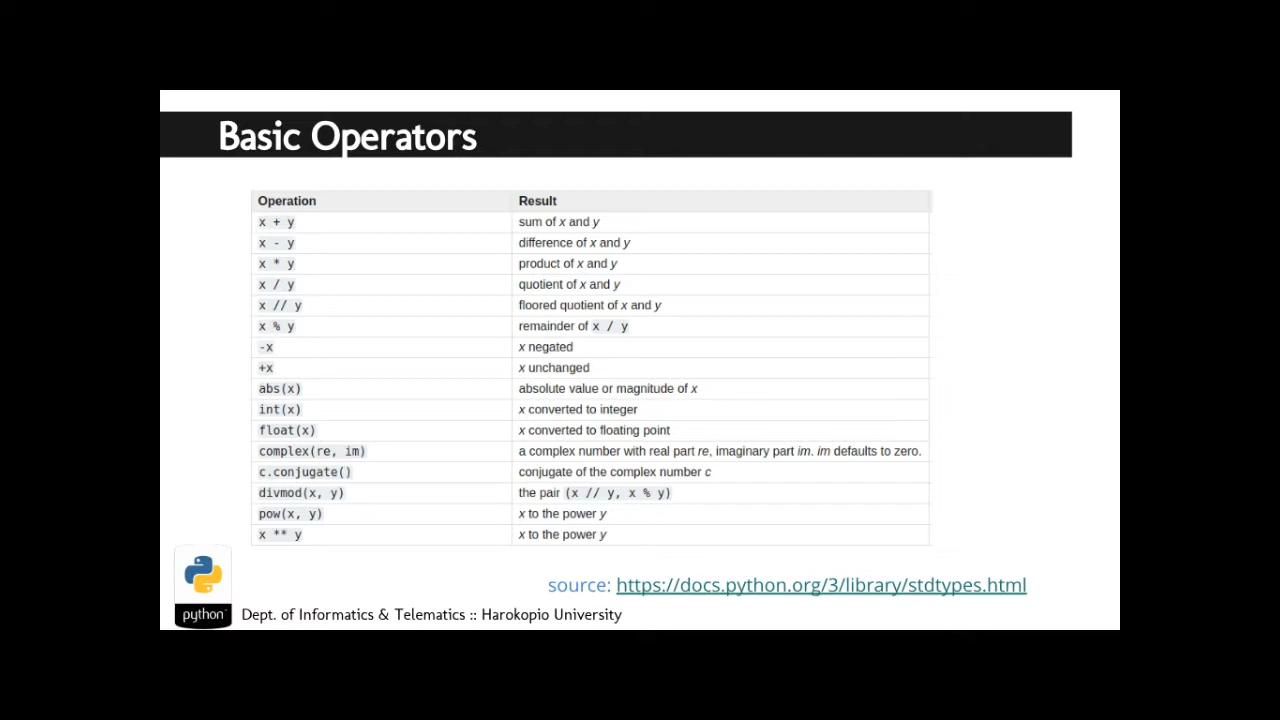 Basic Operators
Operation Result
x + y sum of x and y
x - y difference of x and y
x * y product of x and y
x / y quotient of x and y
x // y floored quotient of x and y
x % y remainder of x / y
-x x negated
+x x unchanged
abs(x) absolute value or magnitude of x
int(x) x converted to integer
float(x) x converted to floating point
complex(re, im) a complex number with real part re, imaginary part im. im defaults to zero.
c.conjugate() conjugate of the complex number c
divmod(x, y) the pair (x // y, x % y)
pow(x, y) x to the power y
x ** y x to the power y
source: https://docs.python.org/3/library/stdtypes.html
python Dept. of Informatics & Telematics :: Harokopio University